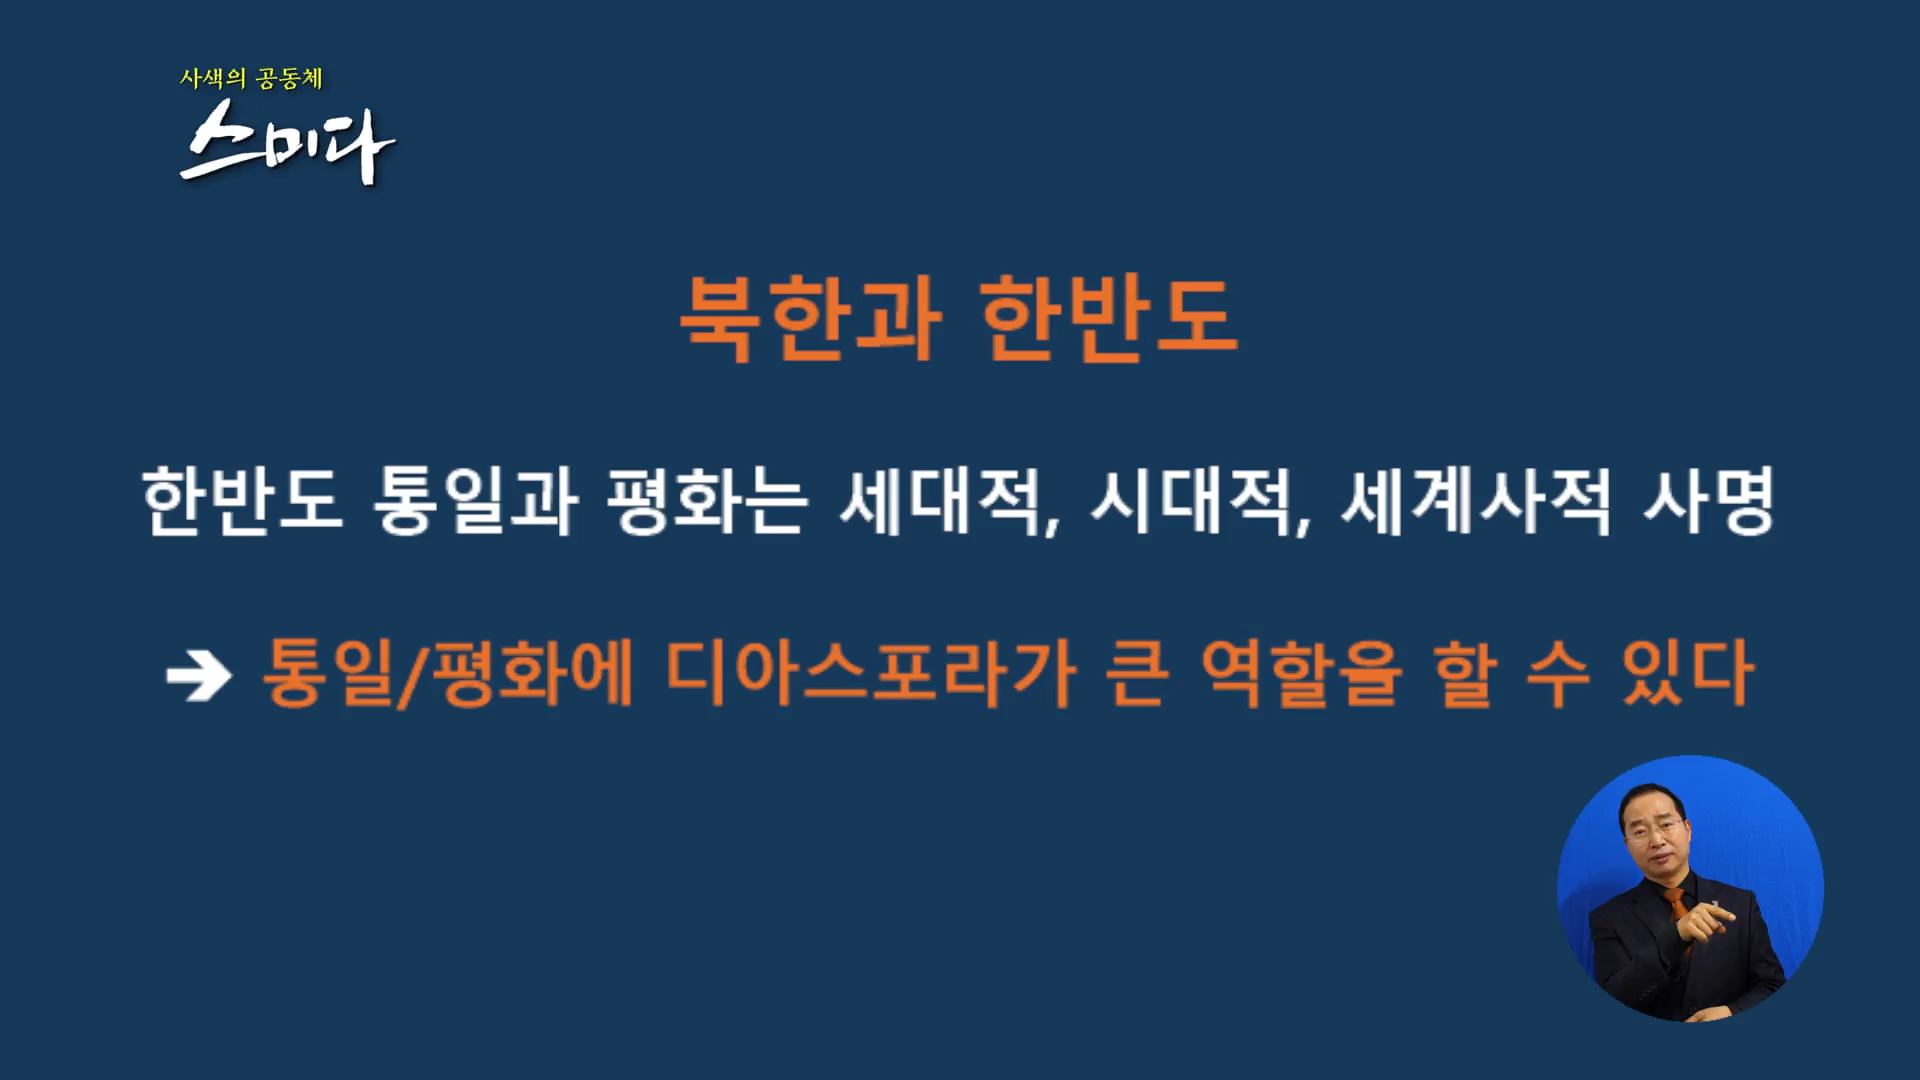 사색의 공동체
스미다
북한과 한반도
한반도 통일과 평화는 세대적, 시대적, 세계사적 사명
➔ 통일/평화에 디아스포라가 큰 역할을 할 수 있다